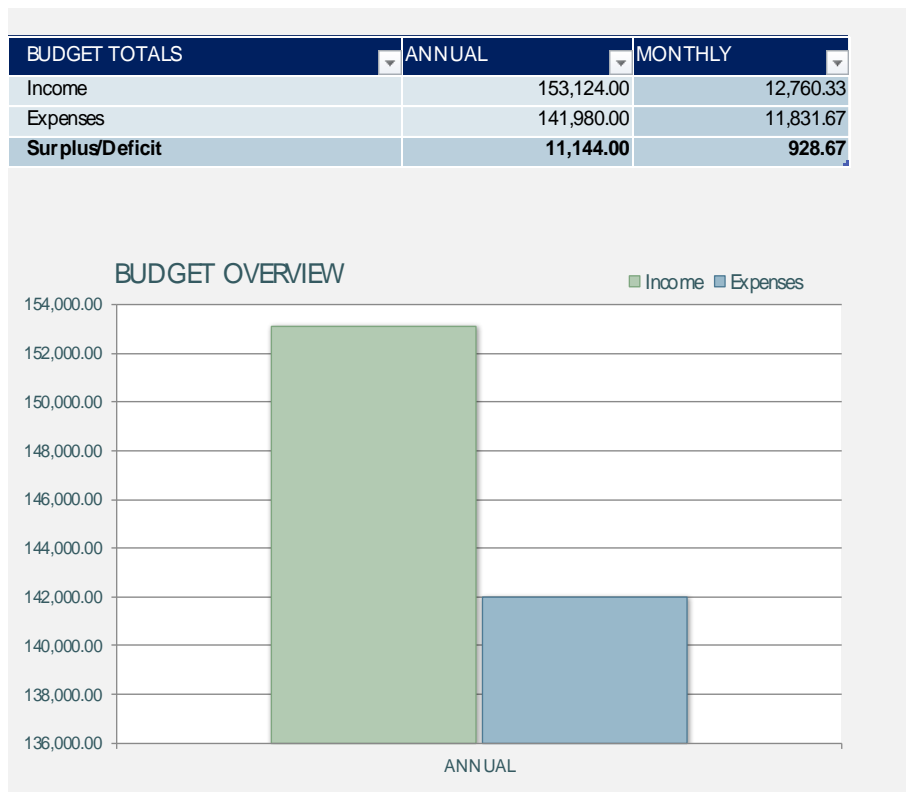 BUDGET TOTALS ANNUAL MONTHLY
Income 153,124.00 12,760.33
Expenses 141,980.00 11,831.67
Surplus/Deficit 11,144.00 928.67
BUDGET OVERVIEW
Income Expenses
154,000.00
152,000.00
150,000.00
148,000.00
146,000.00
144,000.00
142,000.00
140,000.00
138,000.00
136,000.00
ANNUAL